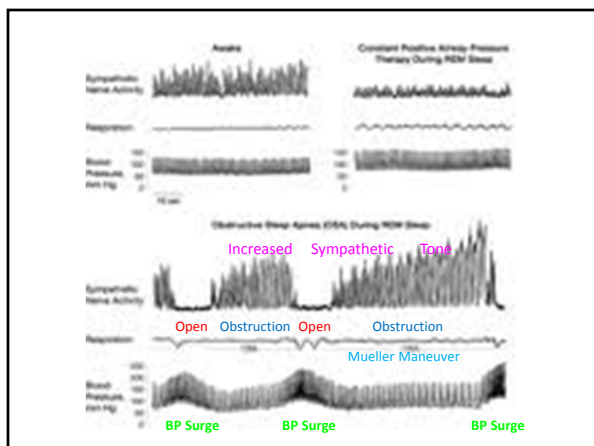 Awake
Constant Positive Airway Pressure
Therapy During REM Sleep
Sympathetic
Nerve Activity
Respiration
Blood
Pressure,
mm Hg
10 sec
Obstructive Sleep Apnea (OSA) During REM Sleep
Increased Sympathetic Tone
Sympathetic
Nerve Activity
Open Obstruction Open Obstruction
Respiration
Mueller Maneuver
Blood
Pressure,
mm Hg
BP Surge BP Surge BP Surge